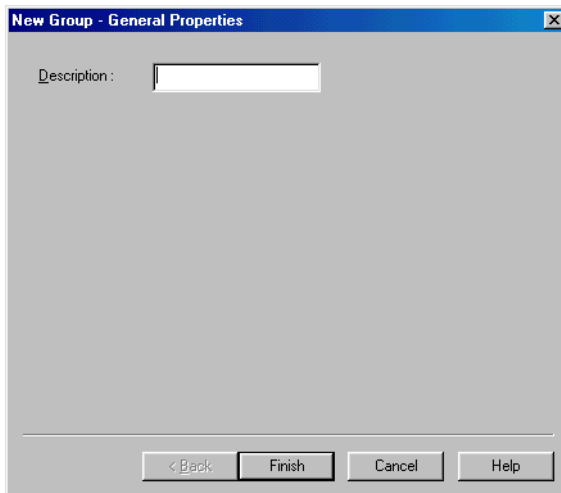 New Group - General Properties
Description :
< Back Finish Cancel Help